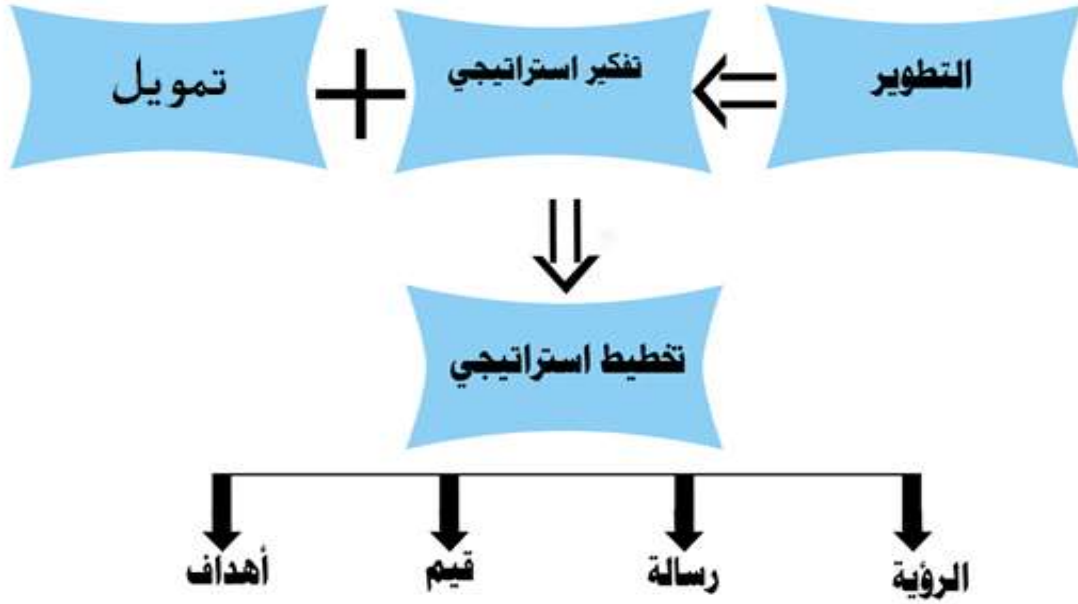 التطوير
تفكير استراتيجي
تمويل
تخطيط استراتيجي
الرؤية
رسالة
قيم
أهداف